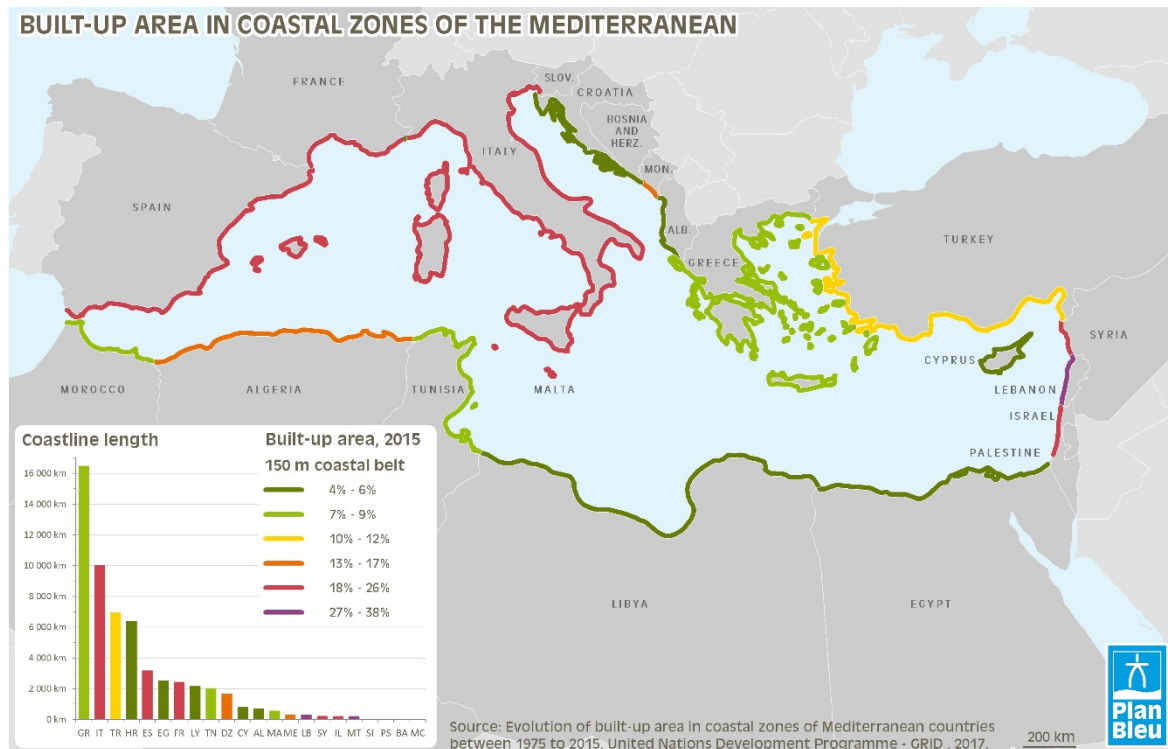 BUILT-UP AREA IN COASTAL ZONES OF THE MEDITERRANEAN
FRANCE
SLOV.
CROATIA
BOSNIA
AND
HERZ.
ITALY
MON.
SPAIN
ALB.
GREECE
TURKEY
CYPRUS
SYRIA
LEBANON
ISRAEL
PALESTINE
MOROCCO
ALGERIA
TUNISIA
MALTA
LIBYA
EGYPT
Coastline length
16 000 km
14 000 km
12 000 km
10 000 km
8 000 km
6 000 km
4 000 km
2 000 km
0 km
GR IT TR HR ES EG FR LY TN DZ CY AL MA ME LB SY IL MT SI PS BA MC
Built-up area, 2015
150 m coastal belt
4% - 6%
7% - 9%
10% - 12%
13% - 17%
18% - 26%
27% - 38%
Source: Evolution of built-up area in coastal zones of Mediterranean countries
between 1975 to 2015. United Nations Development Programme - GRID , 2017.
200 km
Plan
Bleu